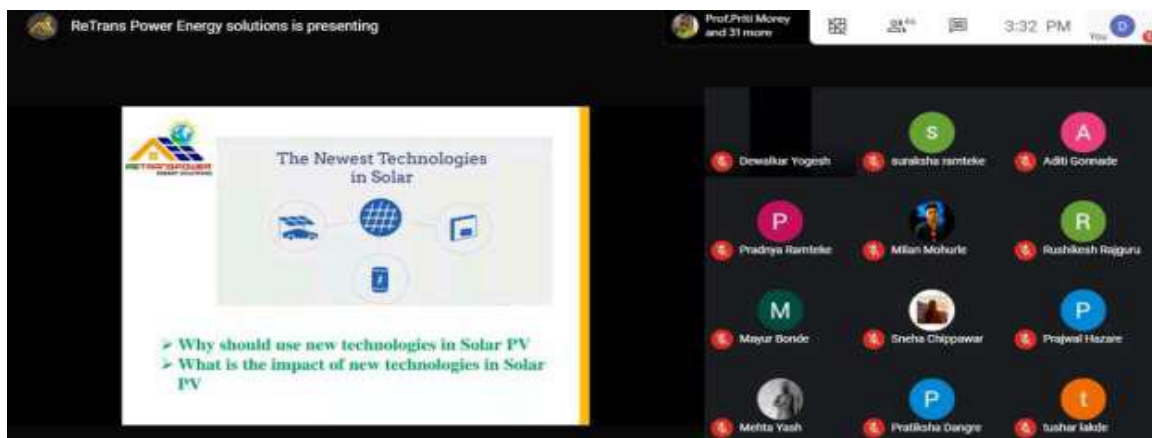 ReTrans Power Energy solutions is presenting
Prof.Priti Morey
and 31 more
3:32 PM
You
D
RETRANSPOWER
ENERGY SOLUTIONS
The Newest Technologies
in Solar
➤ Why should use new technologies in Solar PV
➤ What is the impact of new technologies in Solar
PV
Dewalkar Yogesh
S
suraksha ramteke
A
Aditi Gonnade
P
Pradnya Ramteke
Milan Mohurle
R
Rushikesh Rajguru
M
Mayur Bonde
Sneha Chippawar
P
Prajwal Hazare
Mehta Yash
P
Pratiksha Dangre
t
tushar lakde